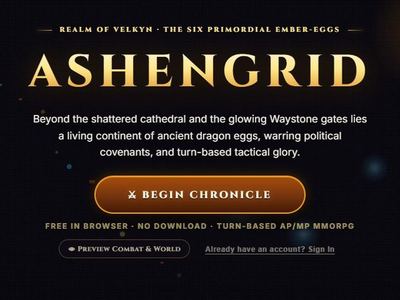 REALM OF VELKYN · THE SIX PRIMORDIAL EMBER-EGGS
ASHENGRID
Beyond the shattered cathedral and the glowing Waystone gates lies
a living continent of ancient dragon eggs, warring political
covenants, and turn-based tactical glory.
⚔ BEGIN CHRONICLE
FREE IN BROWSER · NO DOWNLOAD · TURN-BASED AP/MP MMORPG
👁 PREVIEW COMBAT & WORLD
Already have an account? Sign In